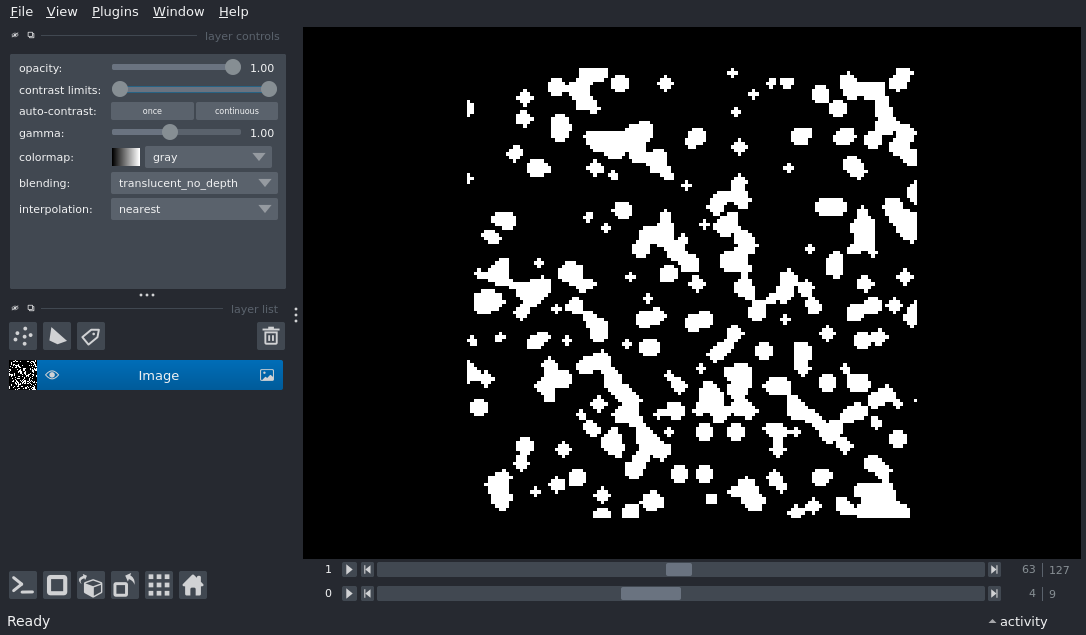 File View Plugins Window Help
layer controls
opacity: 1.00
contrast limits:
auto-contrast: once continuous
gamma: 1.00
colormap: gray
blending: translucent_no_depth
interpolation: nearest
layer list
Image
1 63 127
0 4 9
Ready activity